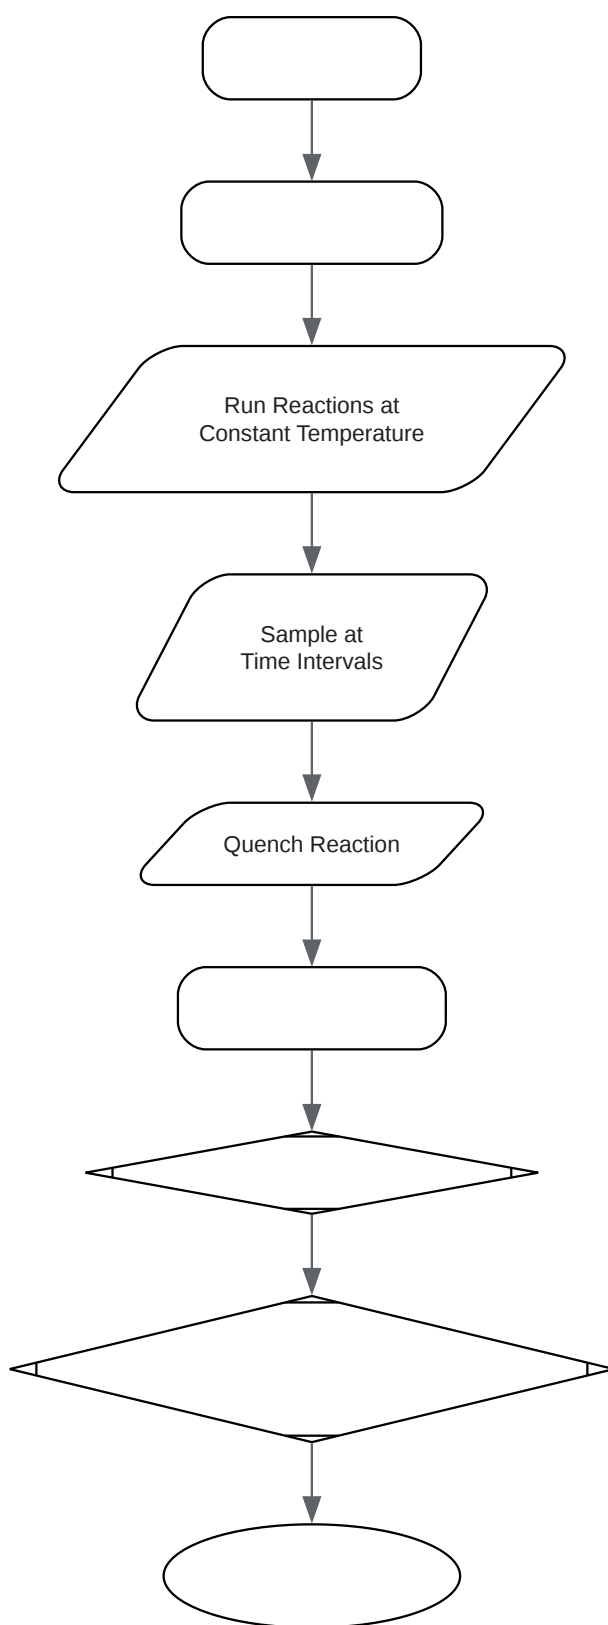 Run Reactions at
Constant Temperature
Sample at
Time Intervals
Quench Reaction